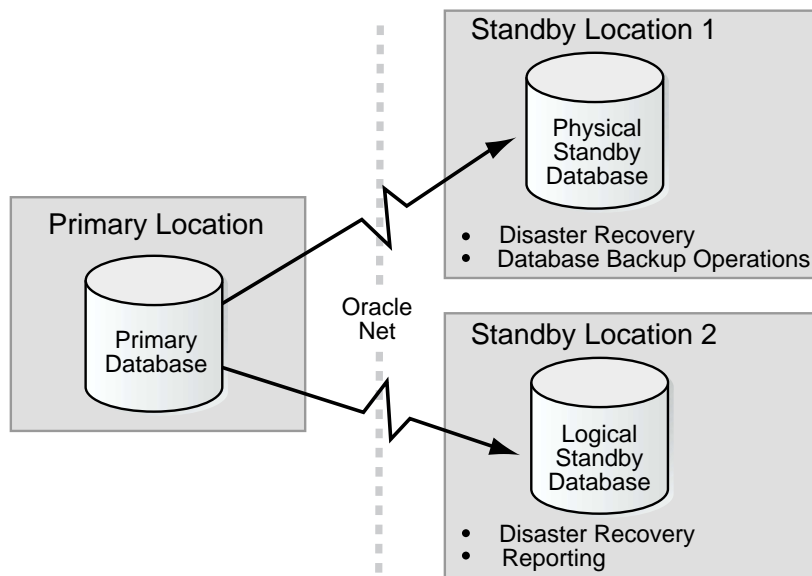 Primary Location
Primary
Database
Oracle
Net
Standby Location 1
Physical
Standby
Database
• Disaster Recovery
• Database Backup Operations
Standby Location 2
Logical
Standby
Database
• Disaster Recovery
• Reporting